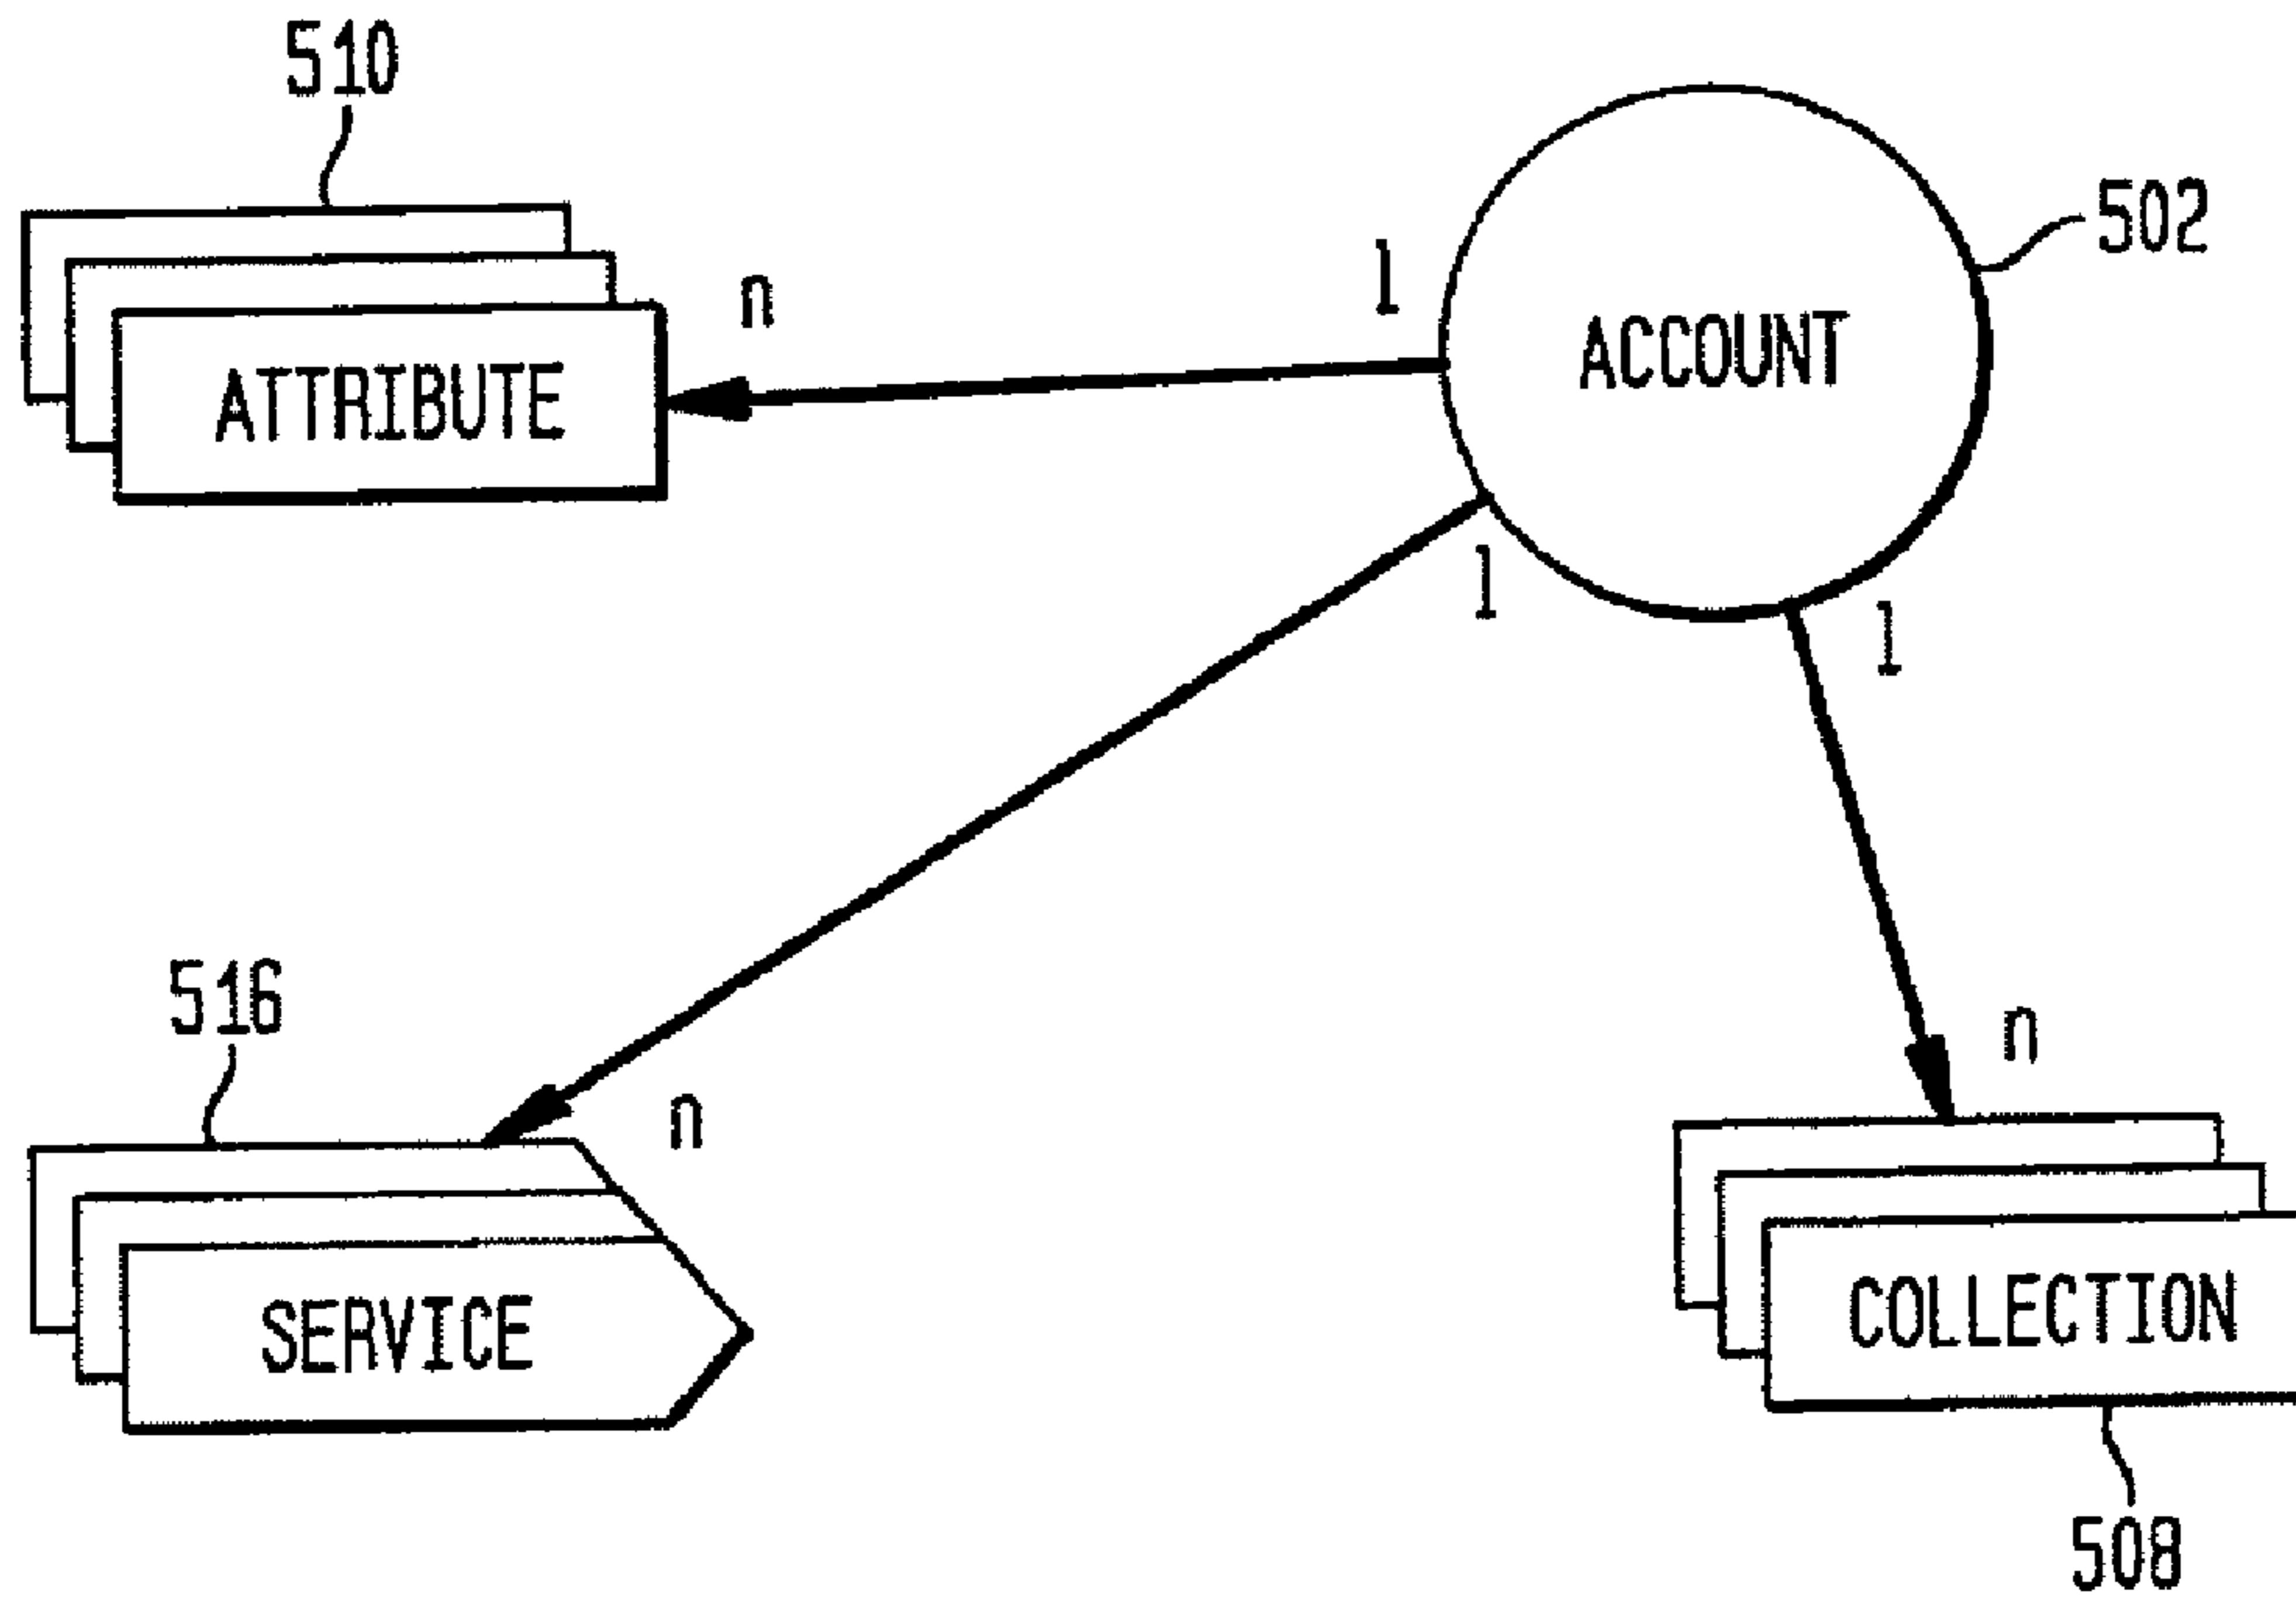 510
502
n
1
ACCOUNT
ATTRIBUTE
1
1
516
n
n
SERVICE
COLLECTION
508